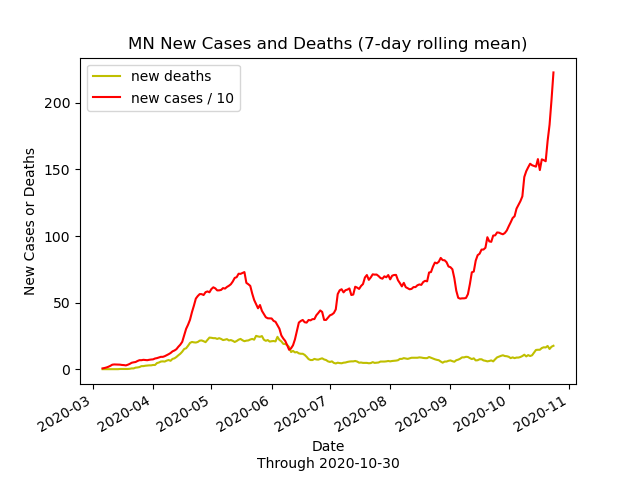 MN New Cases and Deaths (7-day rolling mean)
new deaths
new cases / 10
New Cases or Deaths
200
150
100
50
0
2020-03
2020-04
2020-05
2020-06
2020-07
2020-08
2020-09
2020-10
2020-11
Date
Through 2020-10-30